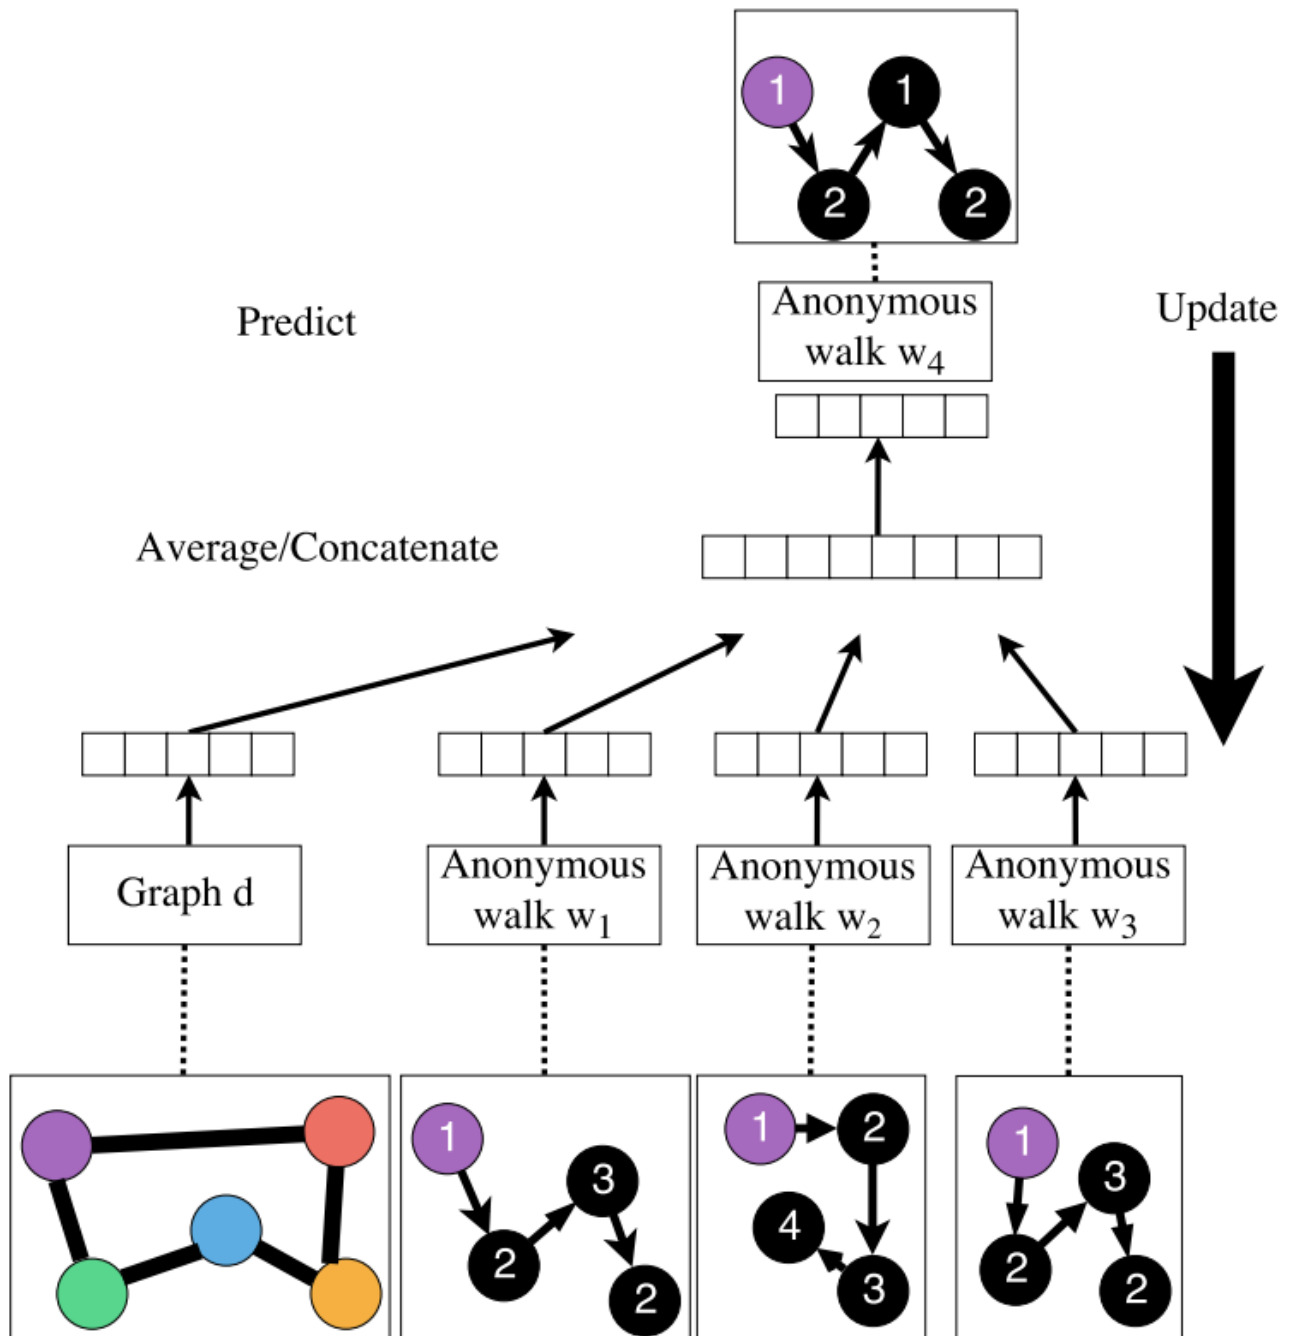 1
1
2
2
Anonymous
walk w₄
Predict
Update
Average/Concatenate
Graph d
Anonymous
walk w₁
Anonymous
walk w₂
Anonymous
walk w₃
1
3
2
2
1
2
4
3
1
3
2
2